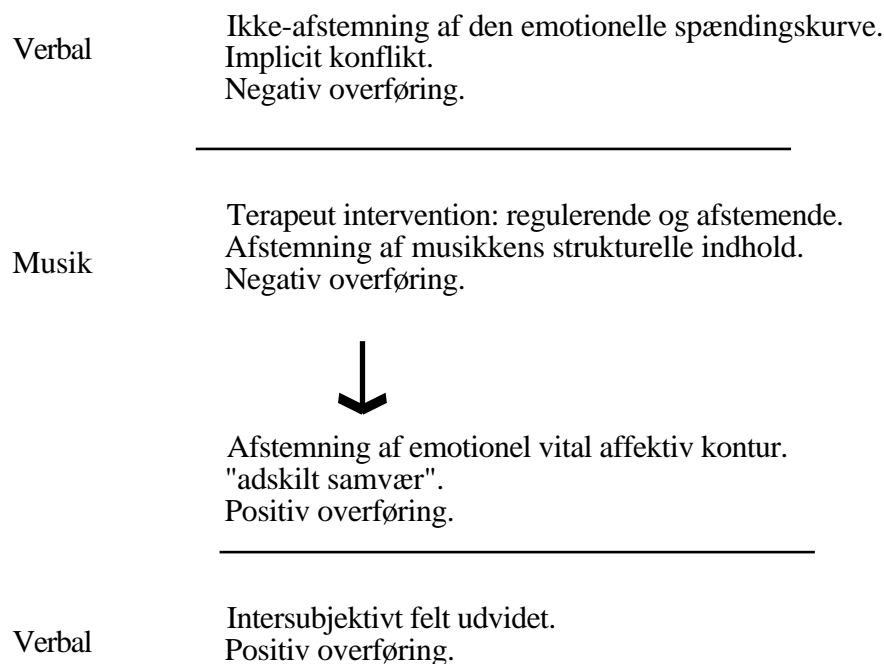 Verbal
Ikke-afstemning af den emotionelle spændingskurve.
Implicit konflikt.
Negativ overføring.
Musik
Terapeut intervention: regulerende og afstemende.
Afstemning af musikkens strukturelle indhold.
Negativ overføring.
Afstemning af emotionel vital affektiv kontur.
"adskilt samvær".
Positiv overføring.
Verbal
Intersubjektivt felt udvidet.
Positiv overføring.